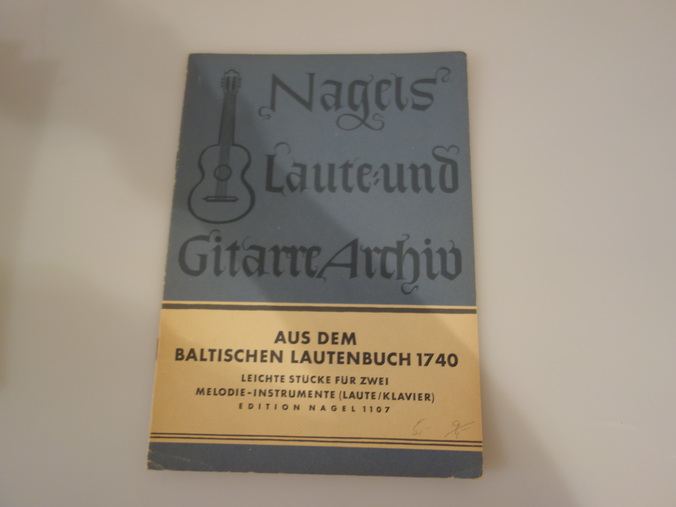 Nagels
Laute=und
Gitarre Archiv
AUS DEM
BALTISCHEN LAUTENBUCH 1740
LEICHTE STÜCKE FÜR ZWEI
MELODIE-INSTRUMENTE (LAUTE/KLAVIER)
EDITION NAGEL 1107